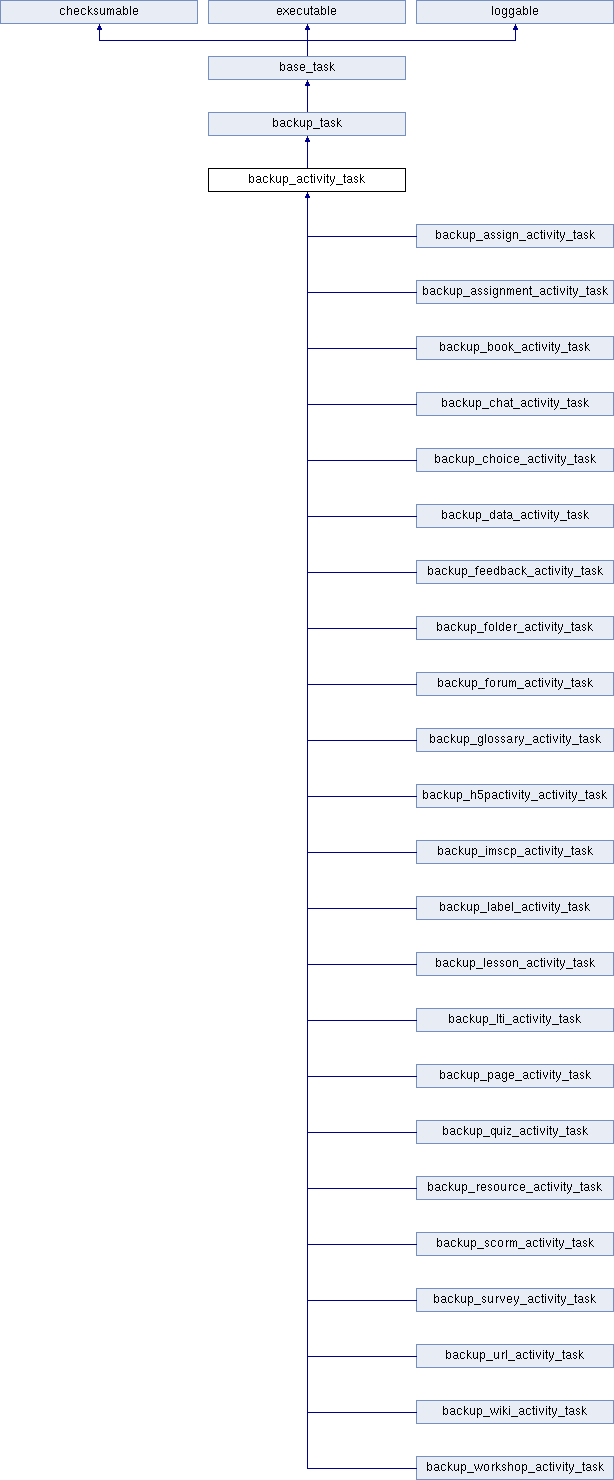 checksumable
executable
loggable
base_task
backup_task
backup_activity_task
backup_assign_activity_task
backup_assignment_activity_task
backup_book_activity_task
backup_chat_activity_task
backup_choice_activity_task
backup_data_activity_task
backup_feedback_activity_task
backup_folder_activity_task
backup_forum_activity_task
backup_glossary_activity_task
backup_h5pactivity_activity_task
backup_imscp_activity_task
backup_label_activity_task
backup_lesson_activity_task
backup_lti_activity_task
backup_page_activity_task
backup_quiz_activity_task
backup_resource_activity_task
backup_scorm_activity_task
backup_survey_activity_task
backup_url_activity_task
backup_wiki_activity_task
backup_workshop_activity_task